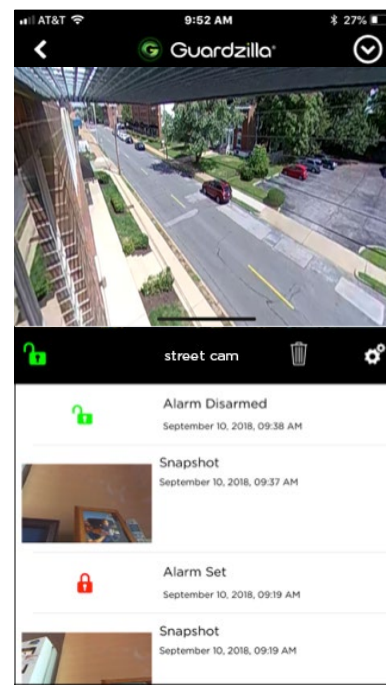 AT&T
9:52 AM
27%
Guardzilla®
street cam
Alarm Disarmed
September 10, 2018, 09:38 AM
Snapshot
September 10, 2018, 09:37 AM
Alarm Set
September 10, 2018, 09:19 AM
Snapshot
September 10, 2018, 09:19 AM